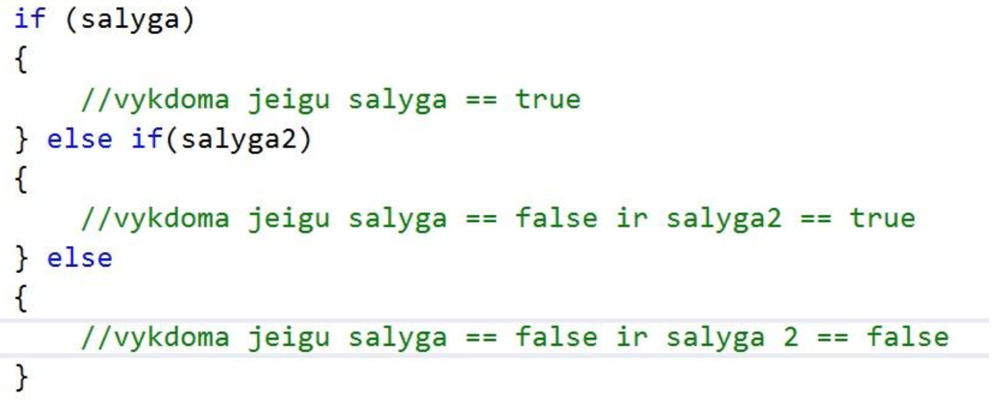 if (salyga)
{
    //vykdoma jeigu salyga == true
} else if(salyga2)
{
    //vykdoma jeigu salyga == false ir salyga2 == true
} else
{
    //vykdoma jeigu salyga == false ir salyga 2 == false
}